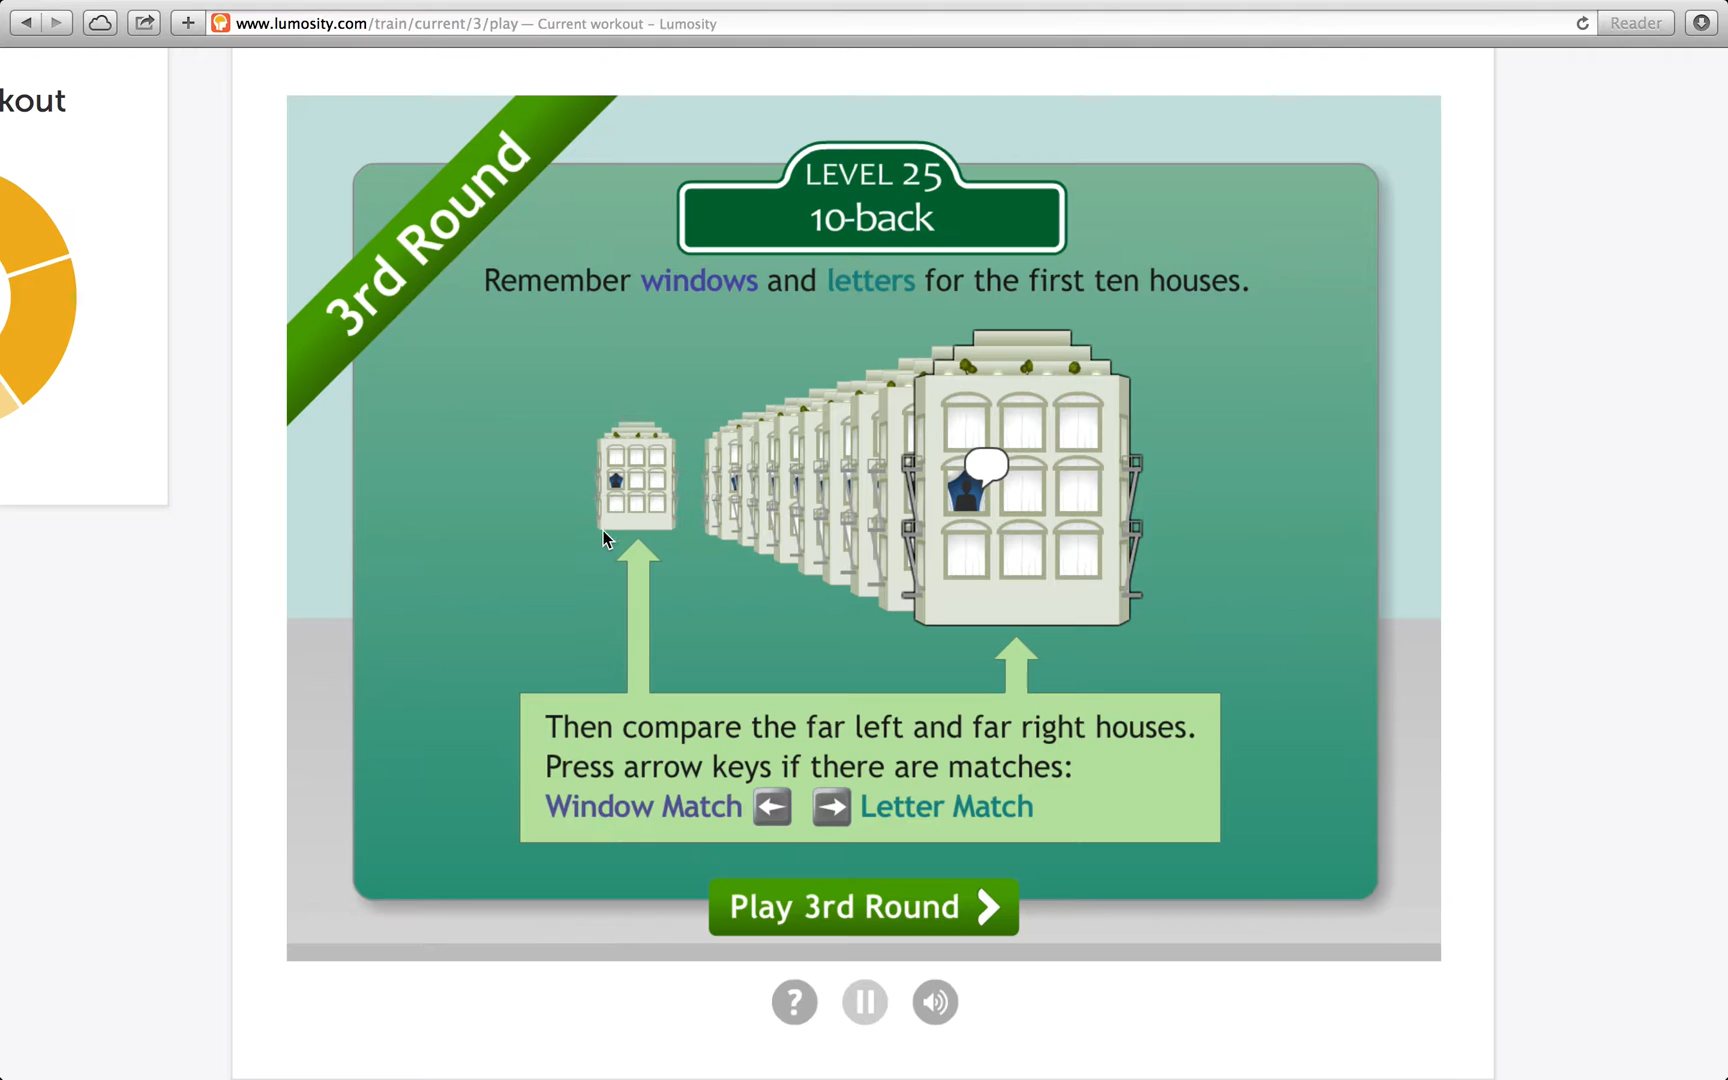 www.lumosity.com/train/current/3/play — Current workout – Lumosity
Reader
kout
3rd Round
LEVEL 25
10-back
Remember windows and letters for the first ten houses.
Then compare the far left and far right houses.
Press arrow keys if there are matches:
Window Match ← → Letter Match
Play 3rd Round
?